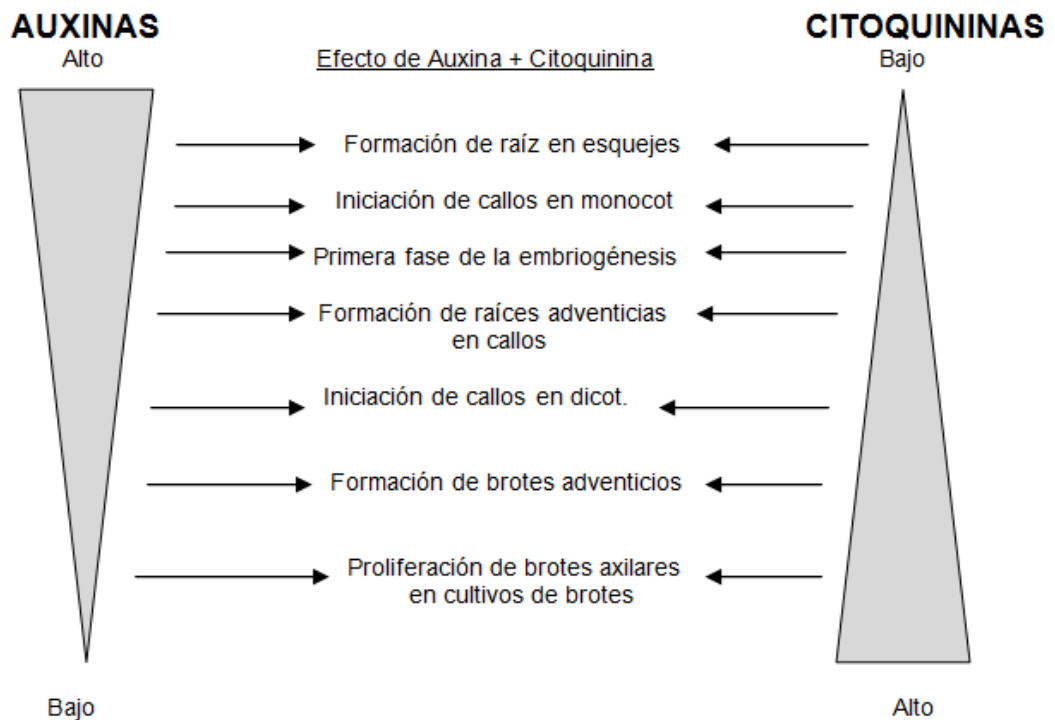 AUXINAS
CITOQUININAS
Alto
Efecto de Auxina + Citoquinina
Bajo
Formación de raíz en esquejes
Iniciación de callos en monocot
Primera fase de la embriogénesis
Formación de raíces adventicias
en callos
Iniciación de callos en dicot.
Formación de brotes adventicios
Proliferación de brotes axilares
en cultivos de brotes
Bajo
Alto